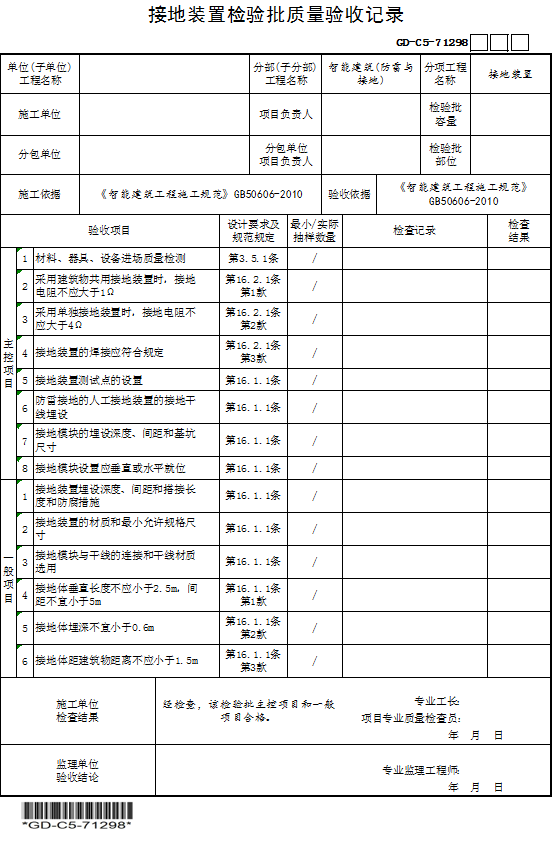 接地装置检验批质量验收记录
GD-C5-71298
单位(子单位)
工程名称
分部(子分部)
工程名称
智能建筑(防雷与
接地)
分项工程
名称
接地装置
施工单位
项目负责人
检验批
容量
分包单位
分包单位
项目负责人
检验批
部位
施工依据
《智能建筑工程施工规范》GB50606-2010
验收依据
《智能建筑工程施工规范》
GB50606-2010
验收项目
设计要求及
规范规定
最小/实际
抽样数量
检查记录
检查
结果
主控项目
1 材料、器具、设备进场质量检测 第3.5.1条 /
2 采用建筑物共用接地装置时，接地
电阻不应大于1Ω
第16.2.1条
第1款
/
3 采用单独接地装置时，接地电阻不
应大于4Ω
第16.2.1条
第2款
/
4 接地装置的焊接应符合规定
第16.2.1条
第3款
/
5 接地装置测试点的设置 第16.1.1条 /
6 防雷接地的人工接地装置的接地干
线埋设
第16.1.1条 /
7 接地模块的埋设深度、间距和基坑
尺寸
第16.1.1条 /
8 接地模块设置应垂直或水平就位 第16.1.1条 /
一般项目
1 接地装置埋设深度、间距和搭接长
度和防腐措施
第16.1.1条 /
2 接地装置的材质和最小允许规格尺
寸
第16.1.1条 /
3 接地模块与干线的连接和干线材质
选用
第16.1.1条 /
4 接地体垂直长度不应小于2.5m，间
距不宜小于5m
第16.1.1条
第1款
/
5 接地体埋深不宜小于0.6m
第16.1.1条
第2款
/
6 接地体距建筑物距离不应小于1.5m
第16.1.1条
第3款
/
施工单位
检查结果
经检查，该检验批主控项目和一般
项目合格。
专业工长:
项目专业质量检查员:
年 月 日
监理单位
验收结论
专业监理工程师:
年 月 日
*GD-C5-71298*